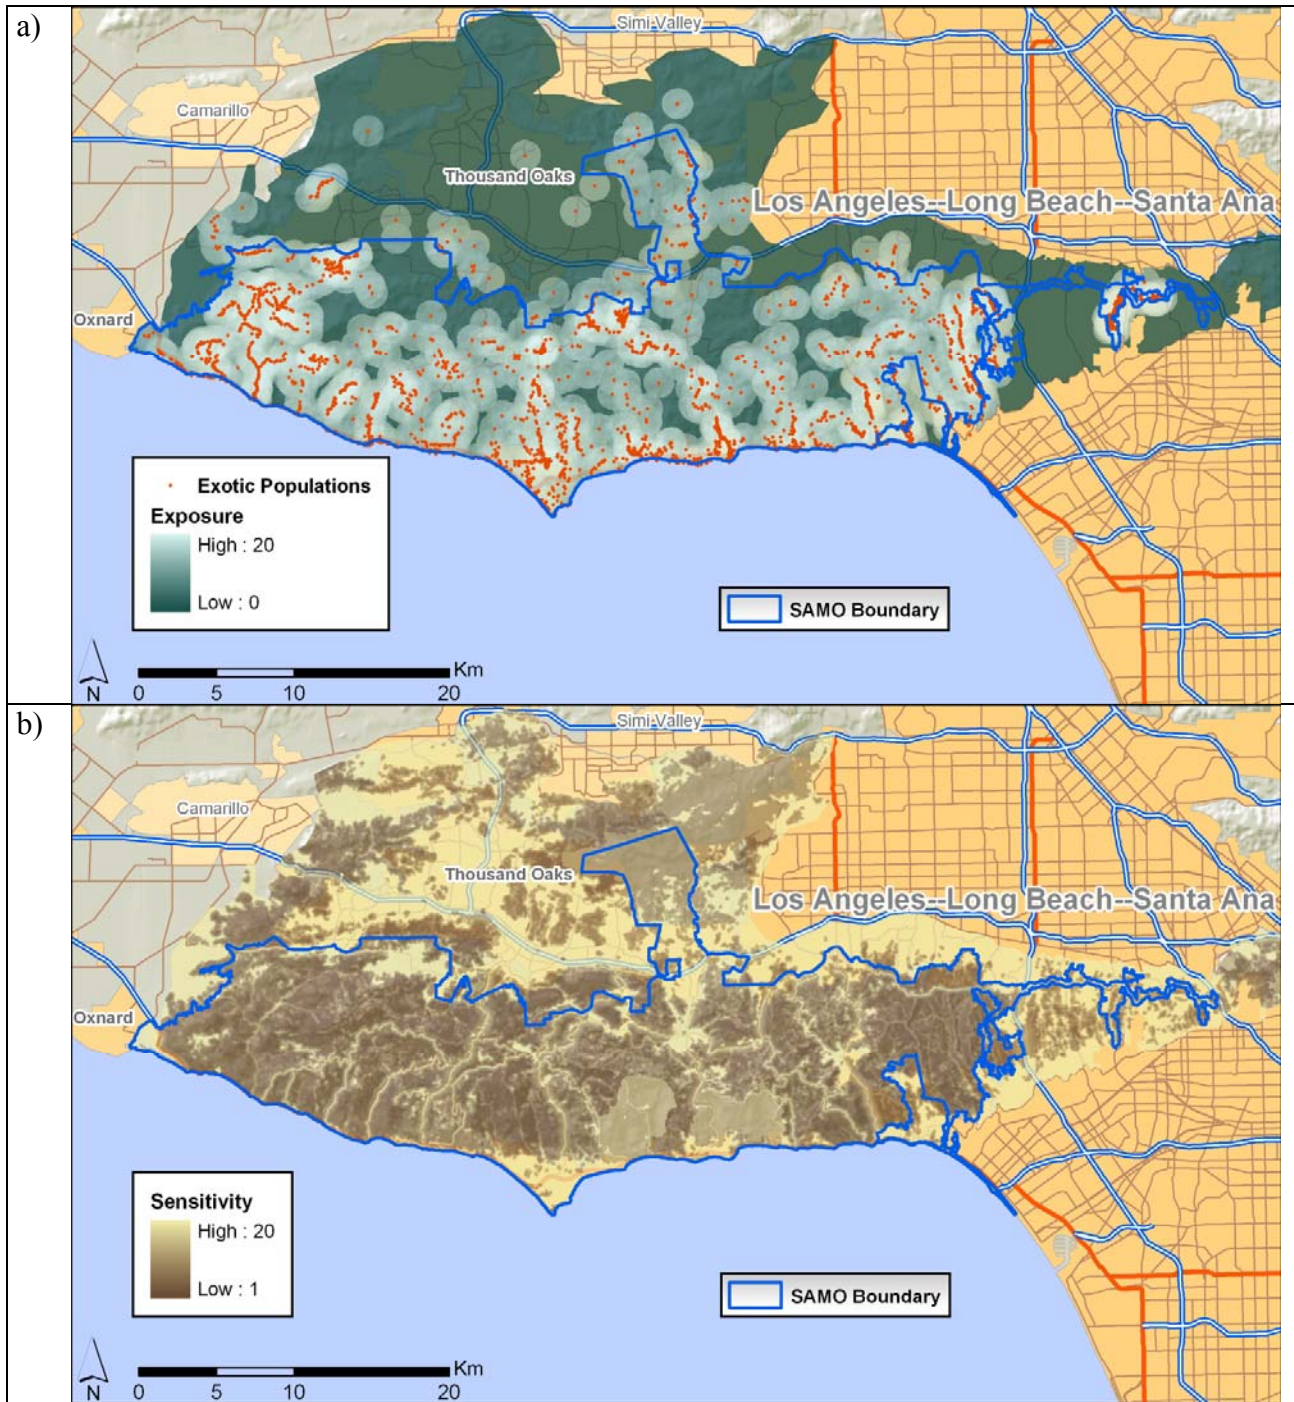 a)
Simi Valley
Camarillo
Thousand Oaks
Los Angeles--Long Beach--Santa Ana
Oxnard
Exotic Populations
Exposure
High : 20
Low : 0
SAMO Boundary
Km
N
0 5 10 20
b)
Simi Valley
Camarillo
Thousand Oaks
Los Angeles--Long Beach--Santa Ana
Oxnard
Sensitivity
High : 20
Low : 1
SAMO Boundary
Km
N
0 5 10 20